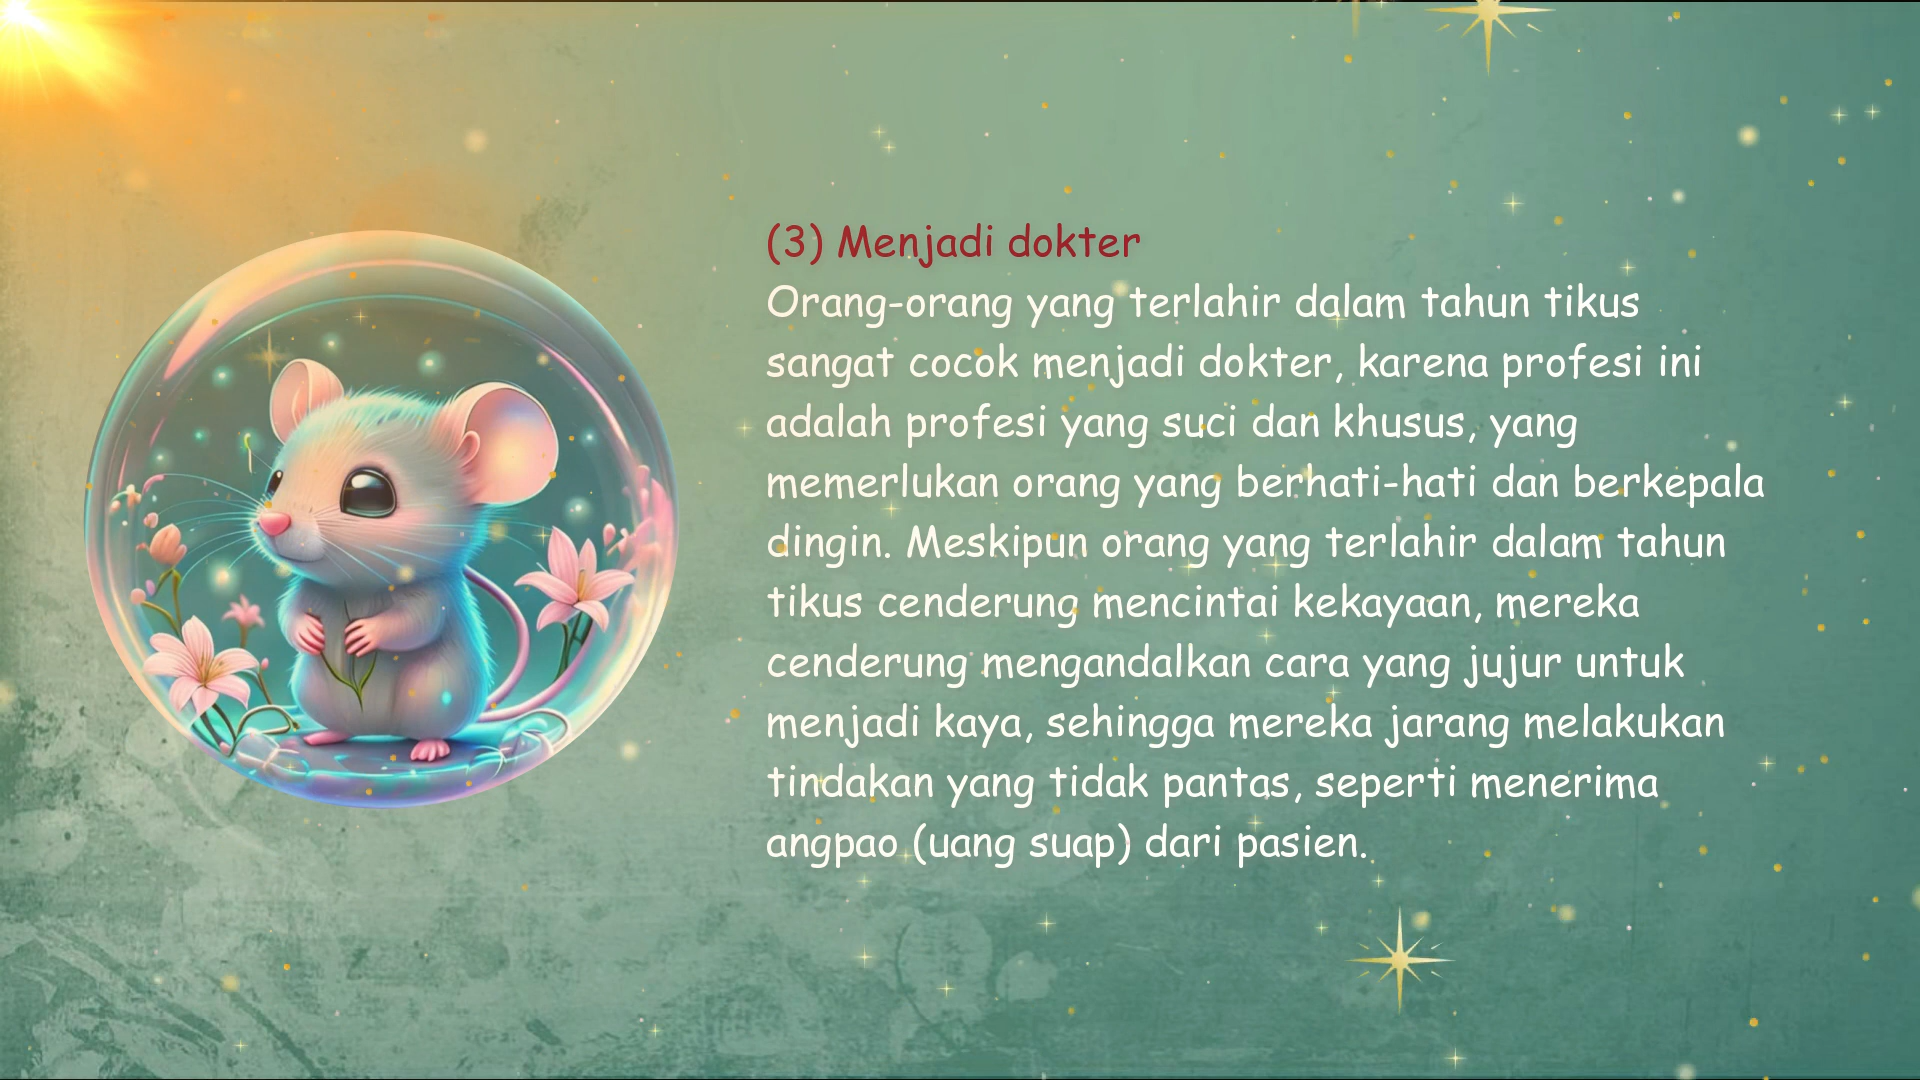 (3) Menjadi dokter
Orang-orang yang terlahir dalam tahun tikus
sangat cocok menjadi dokter, karena profesi ini
adalah profesi yang suci dan khusus, yang
memerlukan orang yang berhati-hati dan berkepala
dingin. Meskipun orang yang terlahir dalam tahun
tikus cenderung mencintai kekayaan, mereka
cenderung mengandalkan cara yang jujur untuk
menjadi kaya, sehingga mereka jarang melakukan
tindakan yang tidak pantas, seperti menerima
angpao (uang suap) dari pasien.